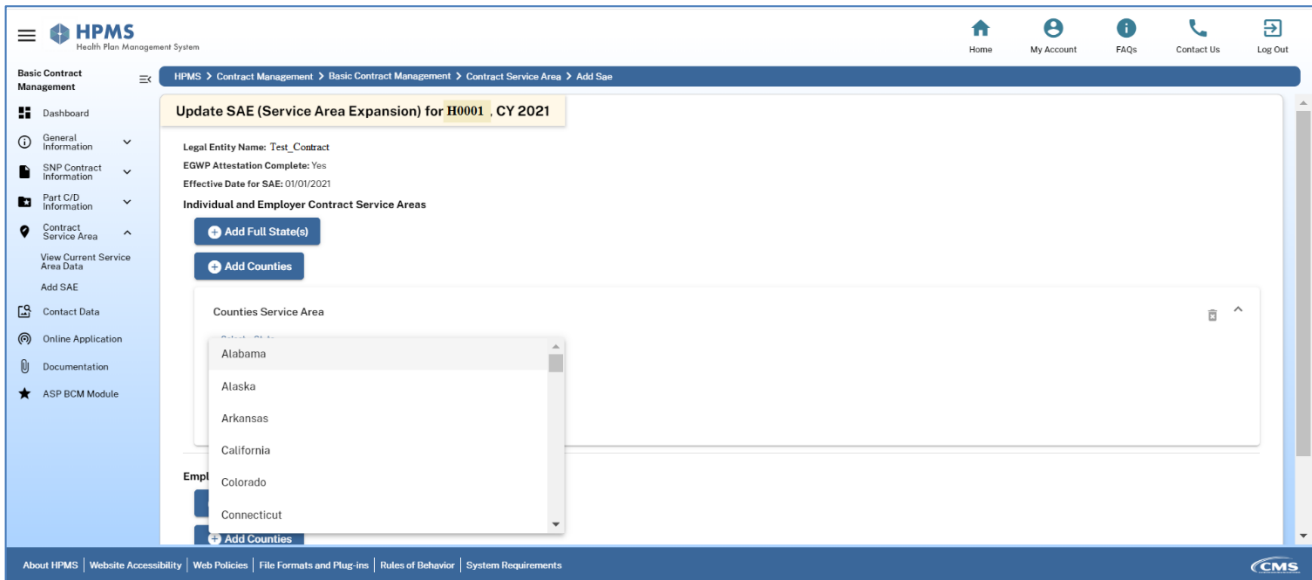 HPMS
Health Plan Management System
Home
My Account
FAQs
Contact Us
Log Out
Basic Contract
Management
HPMS > Contract Management > Basic Contract Management > Contract Service Area > Add Sae
Dashboard
General
Information
SNP Contract
Information
Part C/D
Information
Contract
Service Area
View Current Service
Area Data
Add SAE
Contact Data
Online Application
Documentation
ASP BCM Module
Update SAE (Service Area Expansion) for H0001 , CY 2021
Legal Entity Name: Test_Contract
EGWP Attestation Complete: Yes
Effective Date for SAE: 01/01/2021
Individual and Employer Contract Service Areas
Add Full State(s)
Add Counties
Counties Service Area
Alabama
Alaska
Arkansas
California
Colorado
Connecticut
Empl
Add Counties
About HPMS | Website Accessibility | Web Policies | File Formats and Plug-ins | Rules of Behavior | System Requirements
CMS